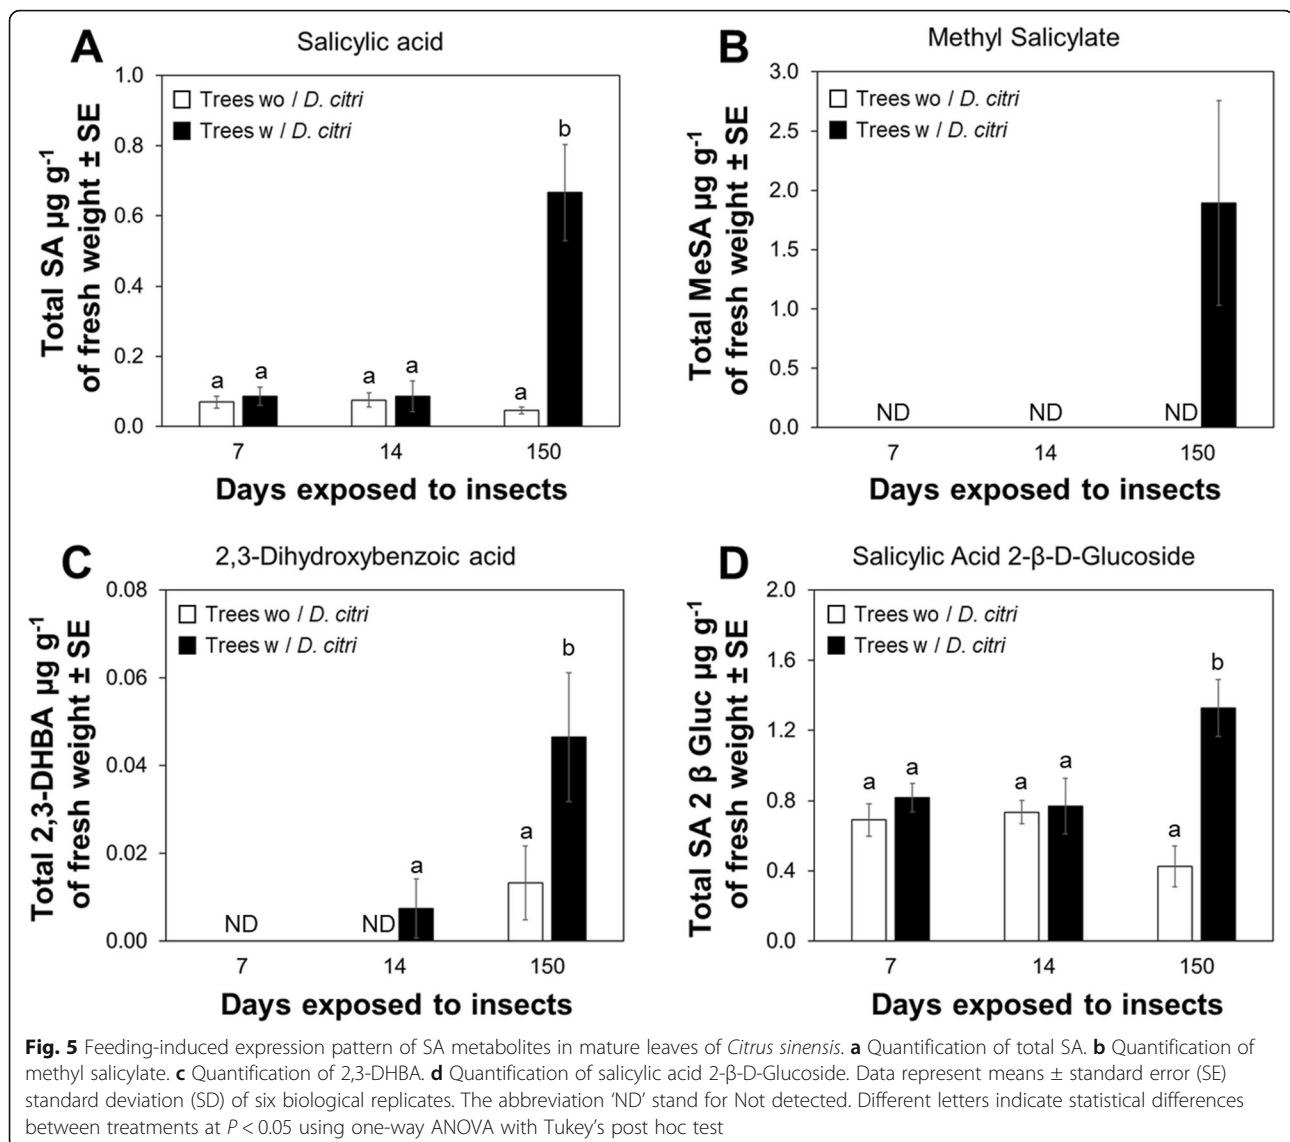 A
Salicylic acid
Total SA µg g-1
of fresh weight ± SE
1.0
0.8
0.6
0.4
0.2
0.0
Trees wo / D. citri
Trees w / D. citri
a
a
a
a
a
b
7
14
150
Days exposed to insects
B
Methyl Salicylate
Total MeSA µg g-1
of fresh weight ± SE
3.0
2.5
2.0
1.5
1.0
0.5
0.0
Trees wo / D. citri
Trees w / D. citri
ND
ND
ND
7
14
150
Days exposed to insects
C
2,3-Dihydroxybenzoic acid
Total 2,3-DHBA µg g-1
of fresh weight ± SE
0.08
0.06
0.04
0.02
0.00
Trees wo / D. citri
Trees w / D. citri
ND
ND
a
a
b
7
14
150
Days exposed to insects
D
Salicylic Acid 2-β-D-Glucoside
Total SA 2 β Gluc µg g-1
of fresh weight ± SE
2.0
1.6
1.2
0.8
0.4
0.0
Trees wo / D. citri
Trees w / D. citri
a
a
a
a
a
b
7
14
150
Days exposed to insects
Fig. 5 Feeding-induced expression pattern of SA metabolites in mature leaves of Citrus sinensis. a Quantification of total SA. b Quantification of
methyl salicylate. c Quantification of 2,3-DHBA. d Quantification of salicylic acid 2-β-D-Glucoside. Data represent means ± standard error (SE)
standard deviation (SD) of six biological replicates. The abbreviation ‘ND’ stand for Not detected. Different letters indicate statistical differences
between treatments at P < 0.05 using one-way ANOVA with Tukey’s post hoc test